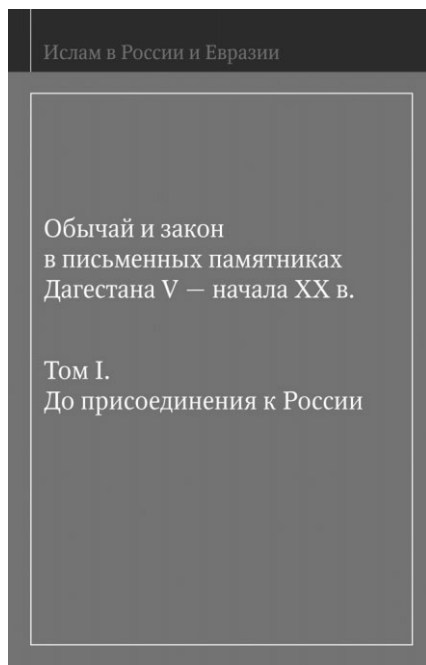 Ислам в России и Евразии
Обычай и закон
в письменных памятниках
Дагестана V — начала XX в.
Том I.
До присоединения к России